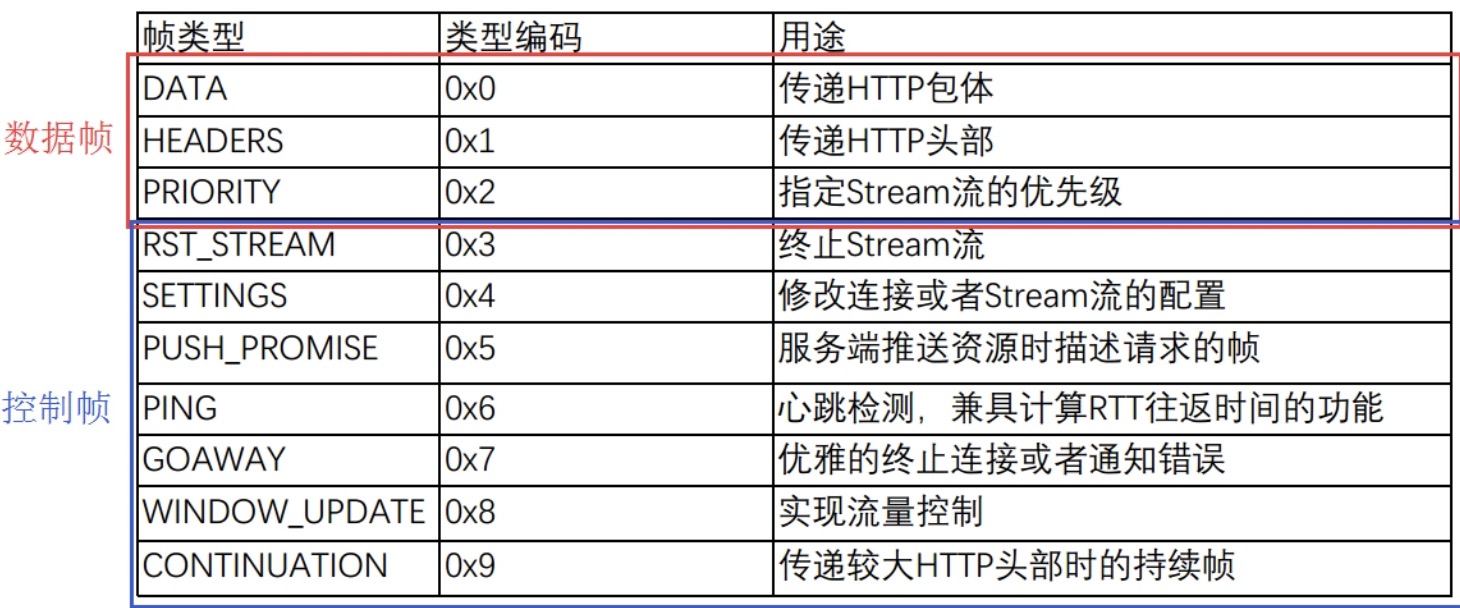 帧类型 类型编码 用途
DATA 0x0 传递HTTP包体
数据帧
HEADERS 0x1 传递HTTP头部
PRIORITY 0x2 指定Stream流的优先级
RST_STREAM 0x3 终止Stream流
SETTINGS 0x4 修改连接或者Stream流的配置
PUSH_PROMISE 0x5 服务端推送资源时描述请求的帧
控制帧
PING 0x6 心跳检测，兼具计算RTT往返时间的功能
GOAWAY 0x7 优雅的终止连接或者通知错误
WINDOW_UPDATE 0x8 实现流量控制
CONTINUATION 0x9 传递较大HTTP头部时的持续帧